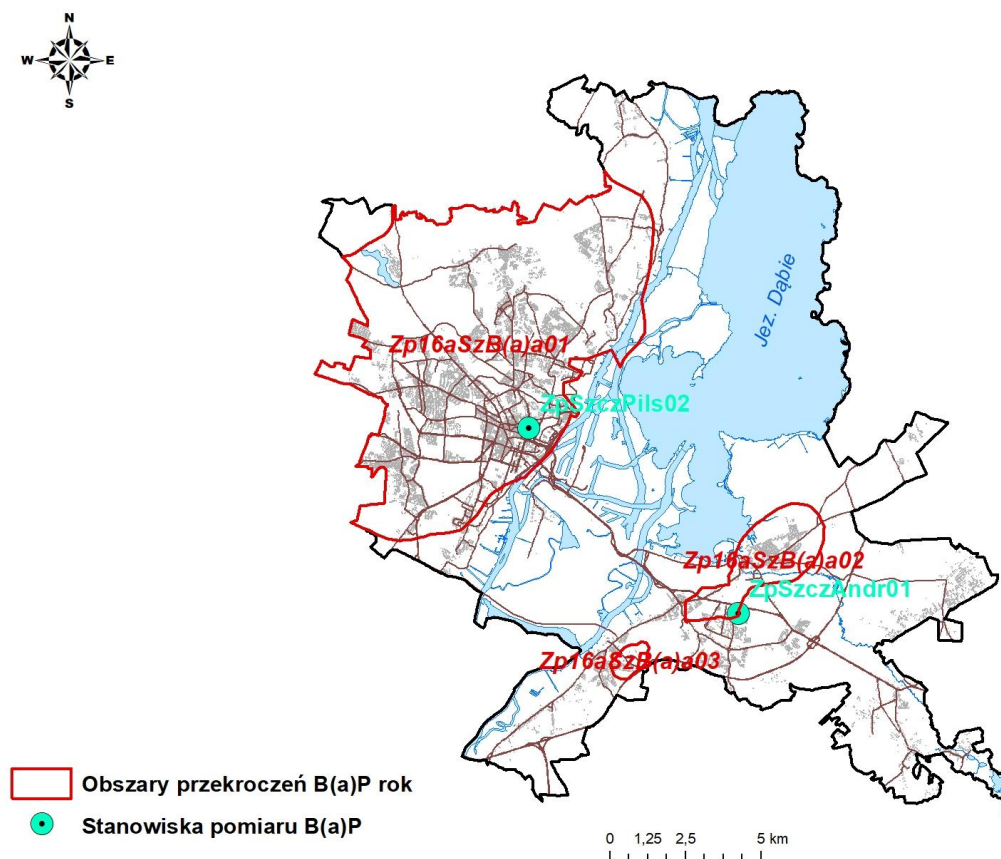 N
W E
S
Jez. Dąbie
Zp16aSzB(a)a01
ZpSzczPils02
Zp16aSzB(a)a02
ZpSzczAndr01
Zp16aSzB(a)a03
Obszary przekroczeń B(a)P rok
Stanowiska pomiaru B(a)P
0 1,25 2,5 5 km